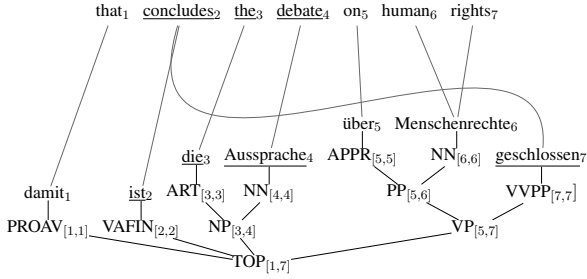 that₁ concludes₂ the₃ debate₄ on₅ human₆ rights₇
über₅ Menschenrechte₆
die₃ Aussprache₄ APPR[5,5] NN[6,6] geschlossen₇
damit₁ ist₂ ART[3,3] NN[4,4] PP[5,6] VVPP[7,7]
PROAV[1,1] VAFIN[2,2] NP[3,4] VP[5,7]
TOP[1,7]